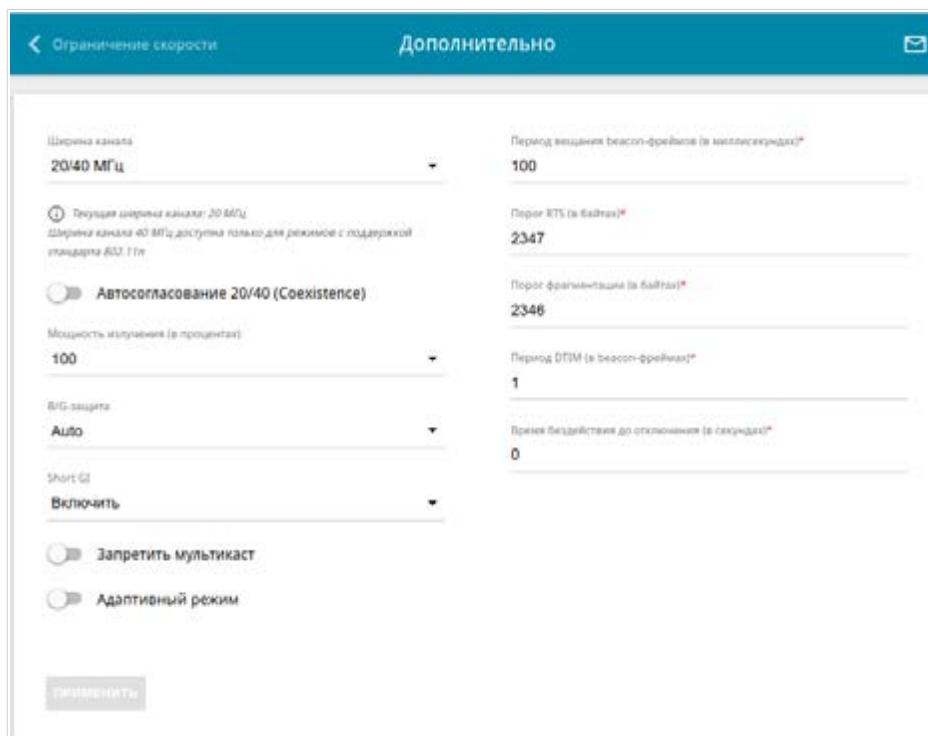 Ограничение скорости
Дополнительно
Ширина канала
20/40 МГц
Текущая ширина канала: 20 МГц
Ширина канала 40 МГц доступна только для режимов с поддержкой
стандарта 802.11n
Автосогласование 20/40 (Coexistence)
Мощность излучения (в процентах)
100
B/G-защита
Auto
Short GI
Включить
Запретить мультикаст
Адаптивный режим
ПРИМЕНИТЬ
Период вещания beacon-фреймов (в миллисекундах)*
100
Порог RTS (в байтах)*
2347
Порог фрагментации (в байтах)*
2346
Период DTIM (в beacon-фреймах)*
1
Время бездействия до отключения (в секундах)*
0